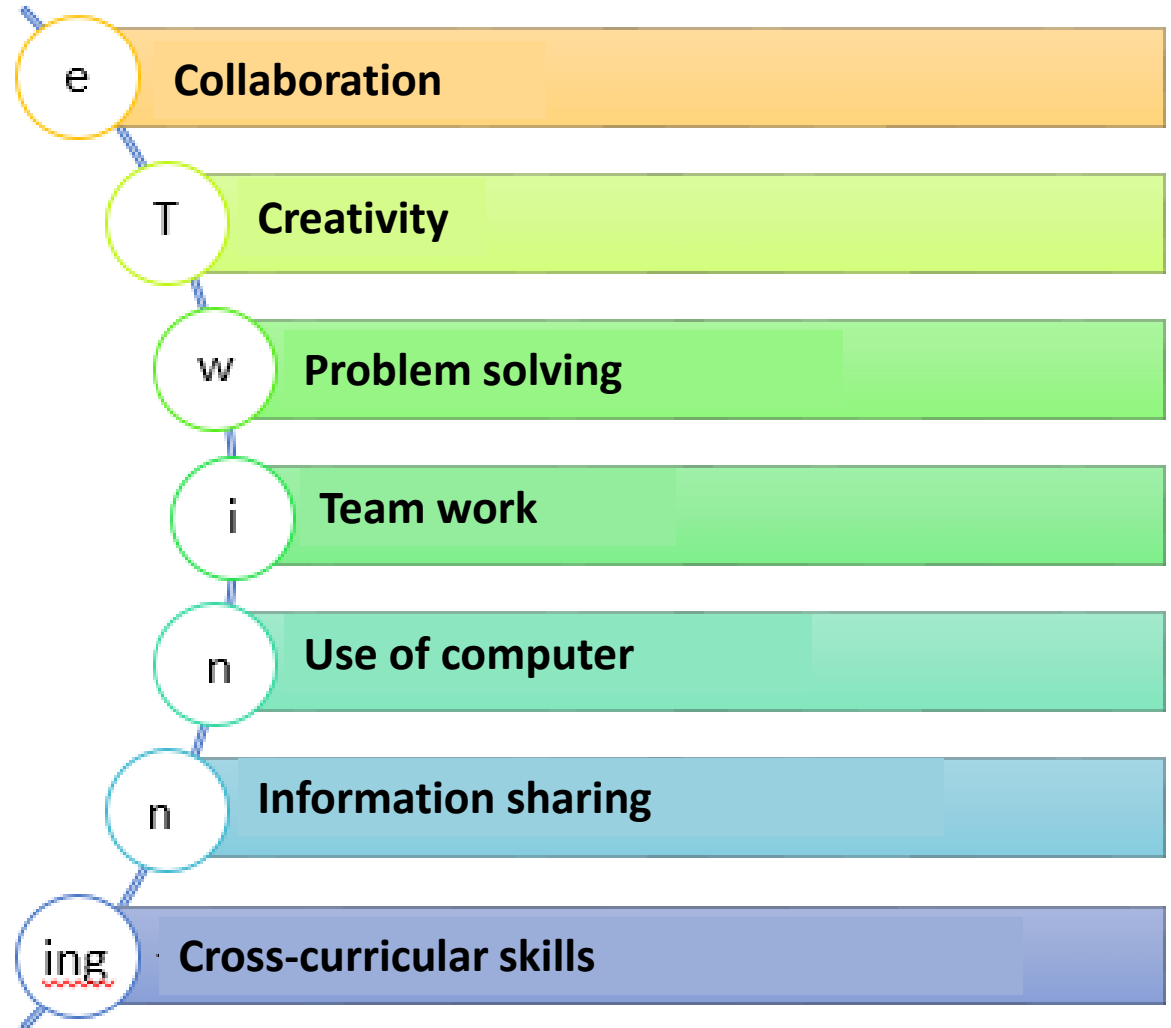 e Collaboration
T Creativity
w Problem solving
i Team work
n Use of computer
n Information sharing
ing Cross-curricular skills